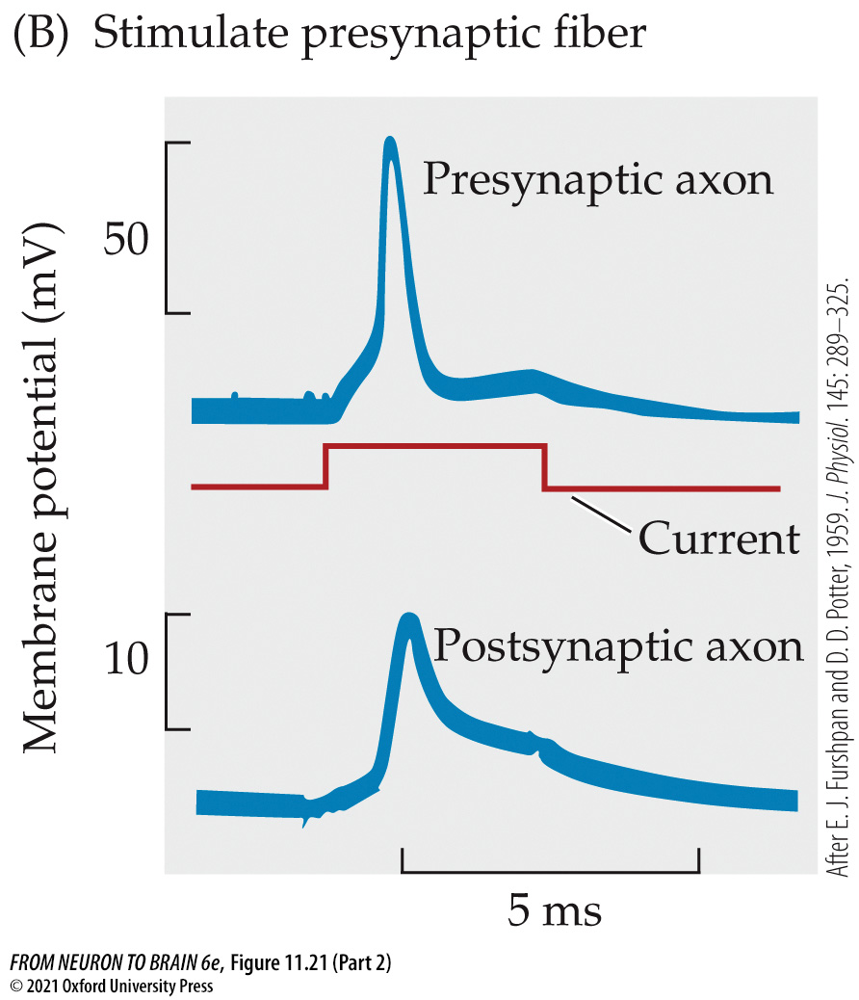 (B) Stimulate presynaptic fiber
Presynaptic axon
50
Membrane potential (mV)
Current
10
Postsynaptic axon
5 ms
After E. J. Furshpan and D. D. Potter, 1959. J. Physiol. 145: 289–325.
FROM NEURON TO BRAIN 6e, Figure 11.21 (Part 2)
© 2021 Oxford University Press